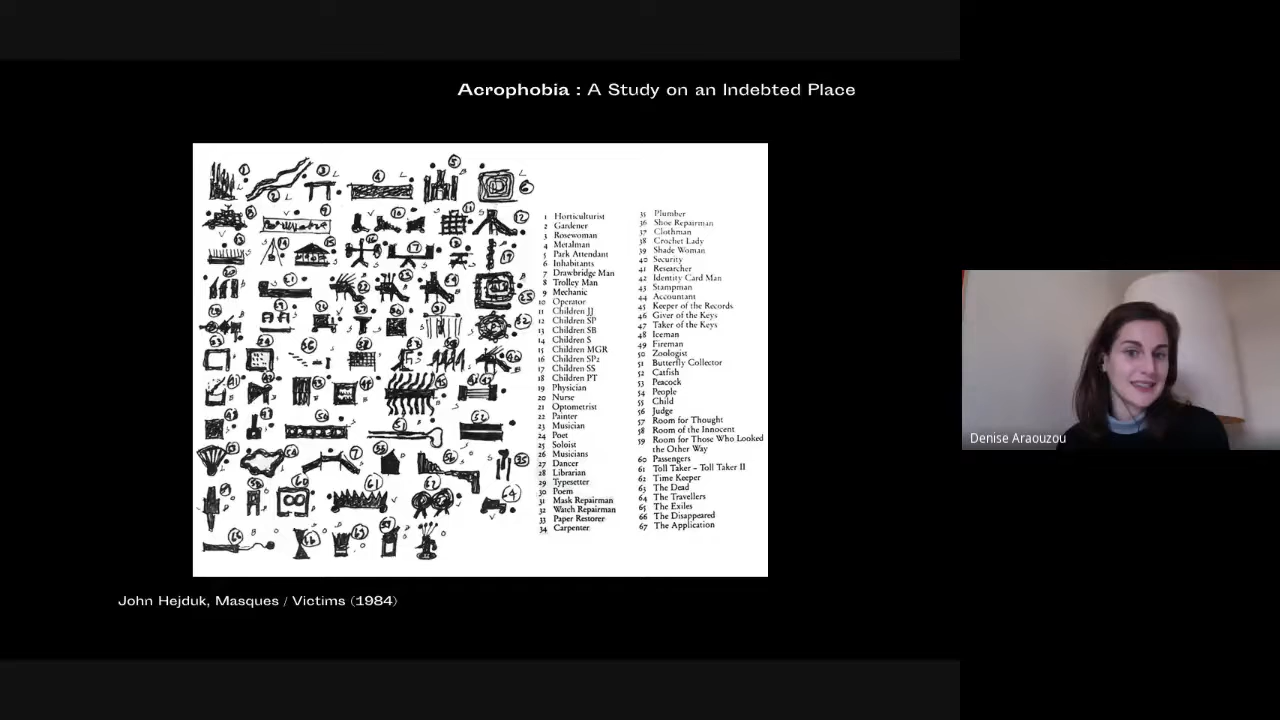 Acrophobia : A Study on an Indebted Place
1 Horticulturist
2 Gardener
3 Rosewoman
4 Metalman
5 Park Attendant
6 Inhabitants
7 Drawbridge Man
8 Trolley Man
9 Mechanic
10 Operator
11 Children JJ
12 Children SP
13 Children SB
14 Children S
15 Children MGR
16 Children SP2
17 Children SS
18 Children PT
19 Physician
20 Nurse
21 Optometrist
22 Painter
23 Musician
24 Poet
25 Soloist
26 Musicians
27 Dancer
28 Librarian
29 Typesetter
30 Poem
31 Mask Repairman
32 Watch Repairman
33 Paper Restorer
34 Carpenter
35 Plumber
36 Shoe Repairman
37 Clothman
38 Crochet Lady
39 Shade Woman
40 Security
41 Researcher
42 Identity Card Man
43 Stampman
44 Accountant
45 Keeper of the Records
46 Giver of the Keys
47 Taker of the Keys
48 Iceman
49 Fireman
50 Zoologist
51 Butterfly Collector
52 Catfish
53 Peacock
54 People
55 Child
56 Judge
57 Room for Thought
58 Room of the Innocent
59 Room for Those Who Looked
the Other Way
60 Passengers
61 Toll Taker – Toll Taker II
62 Time Keeper
63 The Dead
64 The Travellers
65 The Exiles
66 The Disappeared
67 The Application
John Hejduk, Masques / Victims (1984)
Denise Araouzou